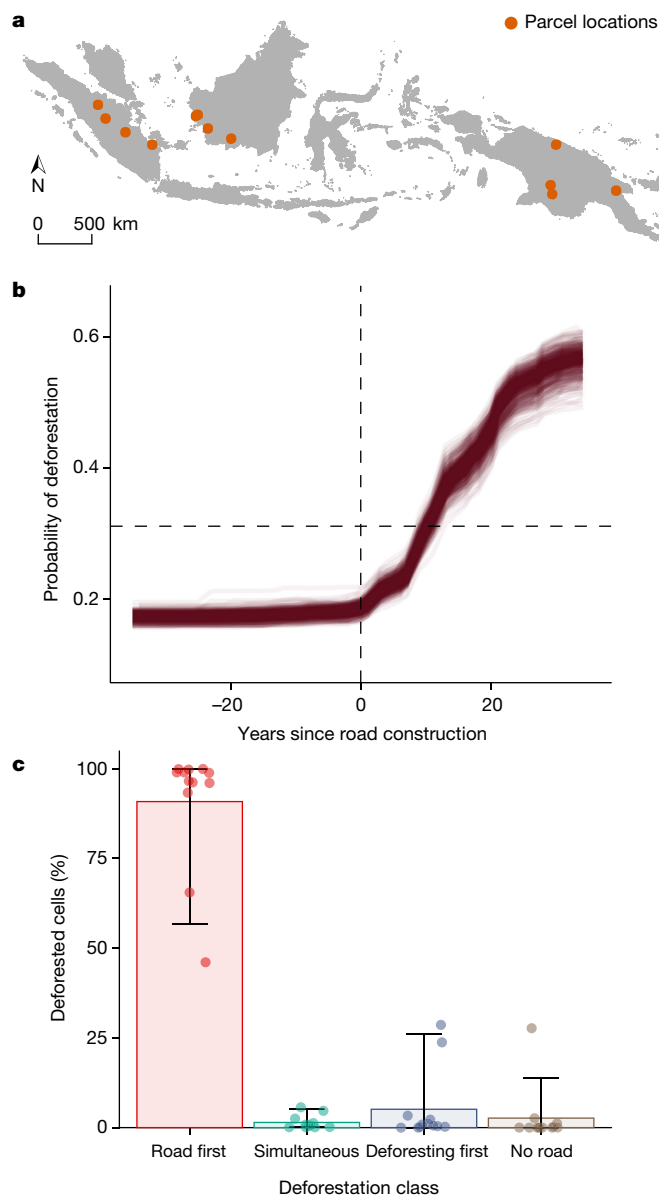 a
Parcel locations
N
0 500 km
b
0.6
0.4
0.2
Probability of deforestation
–20 0 20
Years since road construction
c
100
75
50
25
0
Deforested cells (%)
Road first Simultaneous Deforesting first No road
Deforestation class